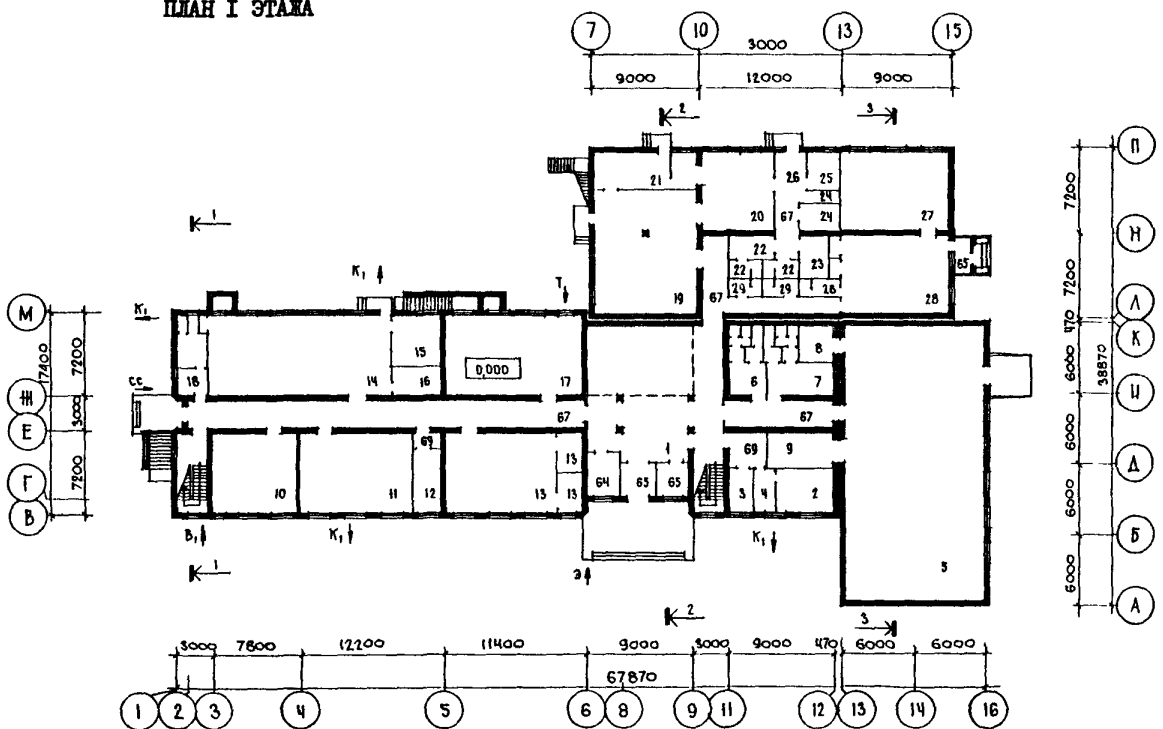 ПЛАН I ЭТАЖА
7 10 13 15
3000
9000 12000 9000
2 3
П
21 26 25
24
24
20 67 27
7200
Н
1
22
22 22 23
29 29 28
65
К₁ Т
19 67 28
7200
Л
М
К₁
470
К
15
8
0,000
7200
17400
18 14 16 17
6 7
6000
38870
СС
Ж
И
3000
67 67
Е
69
1
69 9
6000
Д
7200
13
64 65 65
Г
10 11 12 13 13
3 4 2
В
6000
В₁ К₁ К₁
Б
5
1
Э
6000
А
2 3
3000 7800 12200 11400 9000 3000 9000 470 6000 6000
67870
1 2 3 4 5 6 8 9 11 12 13 14 16